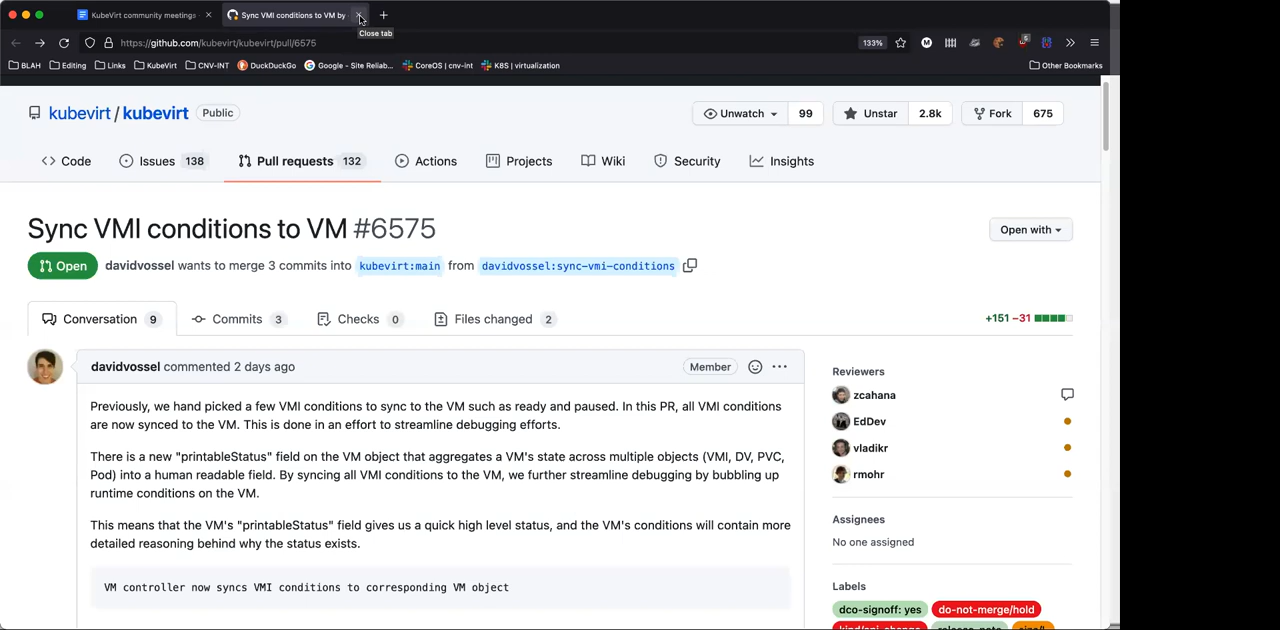 KubeVirt community meetings
Sync VMI conditions to VM by
Close tab
https://github.com/kubevirt/kubevirt/pull/6575
133%
BLAH Editing Links KubeVirt CNV-INT DuckDuckGo Google - Site Reliab... CoreOS | cnv-int K8S | virtualization Other Bookmarks
kubevirt / kubevirt Public
Unwatch 99 Unstar 2.8k Fork 675
Code Issues 138 Pull requests 132 Actions Projects Wiki Security Insights
Sync VMI conditions to VM #6575
Open with
Open davidvossel wants to merge 3 commits into kubevirt:main from davidvossel:sync-vmi-conditions
Conversation 9 Commits 3 Checks 0 Files changed 2
+151 −31
davidvossel commented 2 days ago
Member
Previously, we hand picked a few VMI conditions to sync to the VM such as ready and paused. In this PR, all VMI conditions
are now synced to the VM. This is done in an effort to streamline debugging efforts.
There is a new "printableStatus" field on the VM object that aggregates a VM's state across multiple objects (VMI, DV, PVC,
Pod) into a human readable field. By syncing all VMI conditions to the VM, we further streamline debugging by bubbling up
runtime conditions on the VM.
This means that the VM's "printableStatus" field gives us a quick high level status, and the VM's conditions will contain more
detailed reasoning behind why the status exists.
VM controller now syncs VMI conditions to corresponding VM object
Reviewers
zcahana
EdDev
vladikr
rmohr
Assignees
No one assigned
Labels
dco-signoff: yes do-not-merge/hold